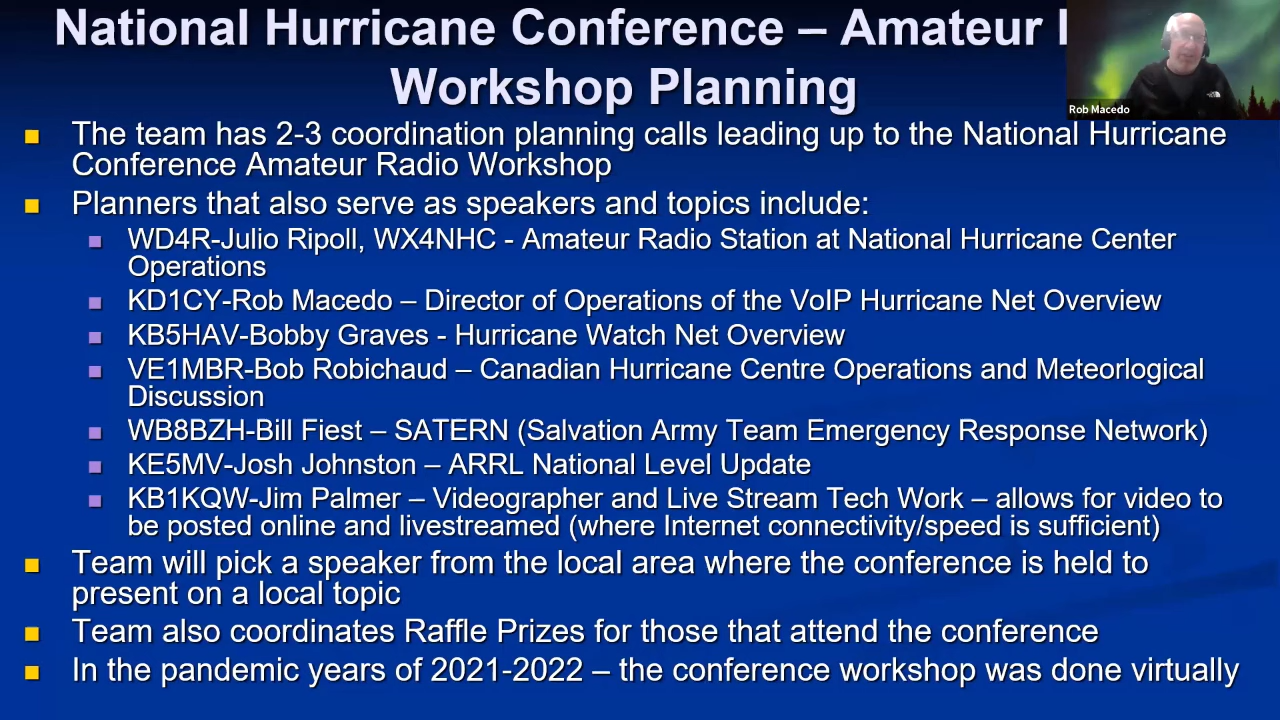 National Hurricane Conference – Amateur
Workshop Planning
Rob Macedo
The team has 2-3 coordination planning calls leading up to the National Hurricane
Conference Amateur Radio Workshop
Planners that also serve as speakers and topics include:
WD4R-Julio Ripoll, WX4NHC - Amateur Radio Station at National Hurricane Center
Operations
KD1CY-Rob Macedo – Director of Operations of the VoIP Hurricane Net Overview
KB5HAV-Bobby Graves - Hurricane Watch Net Overview
VE1MBR-Bob Robichaud – Canadian Hurricane Centre Operations and Meteorlogical
Discussion
WB8BZH-Bill Fiest – SATERN (Salvation Army Team Emergency Response Network)
KE5MV-Josh Johnston – ARRL National Level Update
KB1KQW-Jim Palmer – Videographer and Live Stream Tech Work – allows for video to
be posted online and livestreamed (where Internet connectivity/speed is sufficient)
Team will pick a speaker from the local area where the conference is held to
present on a local topic
Team also coordinates Raffle Prizes for those that attend the conference
In the pandemic years of 2021-2022 – the conference workshop was done virtually